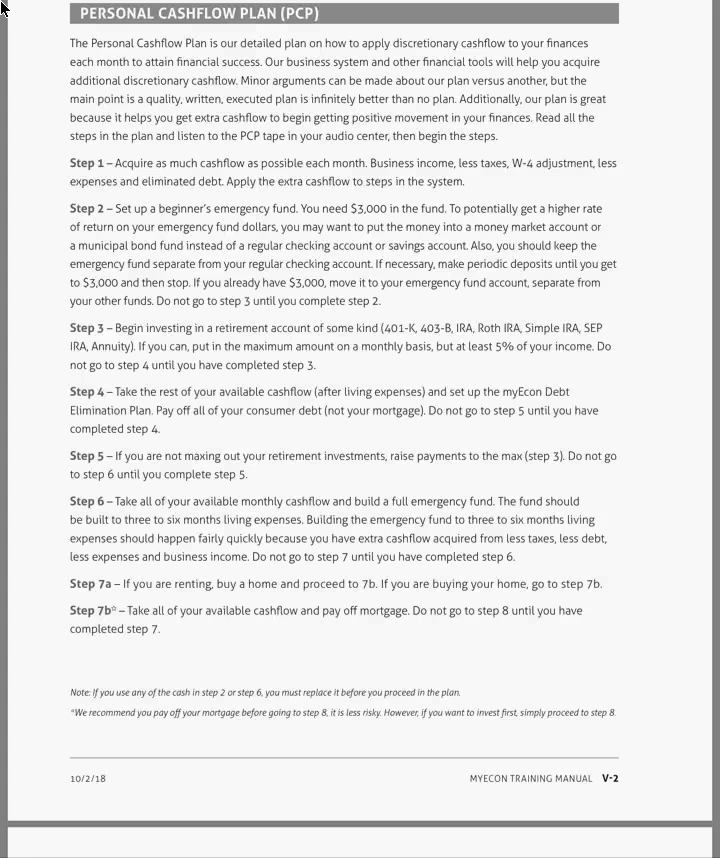 PERSONAL CASHFLOW PLAN (PCP)
The Personal Cashflow Plan is our detailed plan on how to apply discretionary cashflow to your finances
each month to attain financial success. Our business system and other financial tools will help you acquire
additional discretionary cashflow. Minor arguments can be made about our plan versus another, but the
main point is a quality, written, executed plan is infinitely better than no plan. Additionally, our plan is great
because it helps you get extra cashflow to begin getting positive movement in your finances. Read all the
steps in the plan and listen to the PCP tape in your audio center, then begin the steps.
Step 1 – Acquire as much cashflow as possible each month. Business income, less taxes, W-4 adjustment, less
expenses and eliminated debt. Apply the extra cashflow to steps in the system.
Step 2 – Set up a beginner's emergency fund. You need $3,000 in the fund. To potentially get a higher rate
of return on your emergency fund dollars, you may want to put the money into a money market account or
a municipal bond fund instead of a regular checking account or savings account. Also, you should keep the
emergency fund separate from your regular checking account. If necessary, make periodic deposits until you get
to $3,000 and then stop. If you already have $3,000, move it to your emergency fund account, separate from
your other funds. Do not go to step 3 until you complete step 2.
Step 3 – Begin investing in a retirement account of some kind (401-K, 403-B, IRA, Roth IRA, Simple IRA, SEP
IRA, Annuity). If you can, put in the maximum amount on a monthly basis, but at least 5% of your income. Do
not go to step 4 until you have completed step 3.
Step 4 – Take the rest of your available cashflow (after living expenses) and set up the myEcon Debt
Elimination Plan. Pay off all of your consumer debt (not your mortgage). Do not go to step 5 until you have
completed step 4.
Step 5 – If you are not maxing out your retirement investments, raise payments to the max (step 3). Do not go
to step 6 until you complete step 5.
Step 6 – Take all of your available monthly cashflow and build a full emergency fund. The fund should
be built to three to six months living expenses. Building the emergency fund to three to six months living
expenses should happen fairly quickly because you have extra cashflow acquired from less taxes, less debt,
less expenses and business income. Do not go to step 7 until you have completed step 6.
Step 7a – If you are renting, buy a home and proceed to 7b. If you are buying your home, go to step 7b.
Step 7b* – Take all of your available cashflow and pay off mortgage. Do not go to step 8 until you have
completed step 7.
Note: If you use any of the cash in step 2 or step 6, you must replace it before you proceed in the plan.
*We recommend you pay off your mortgage before going to step 8, it is less risky. However, if you want to invest first, simply proceed to step 8.
10/2/18 MYECON TRAINING MANUAL V-2